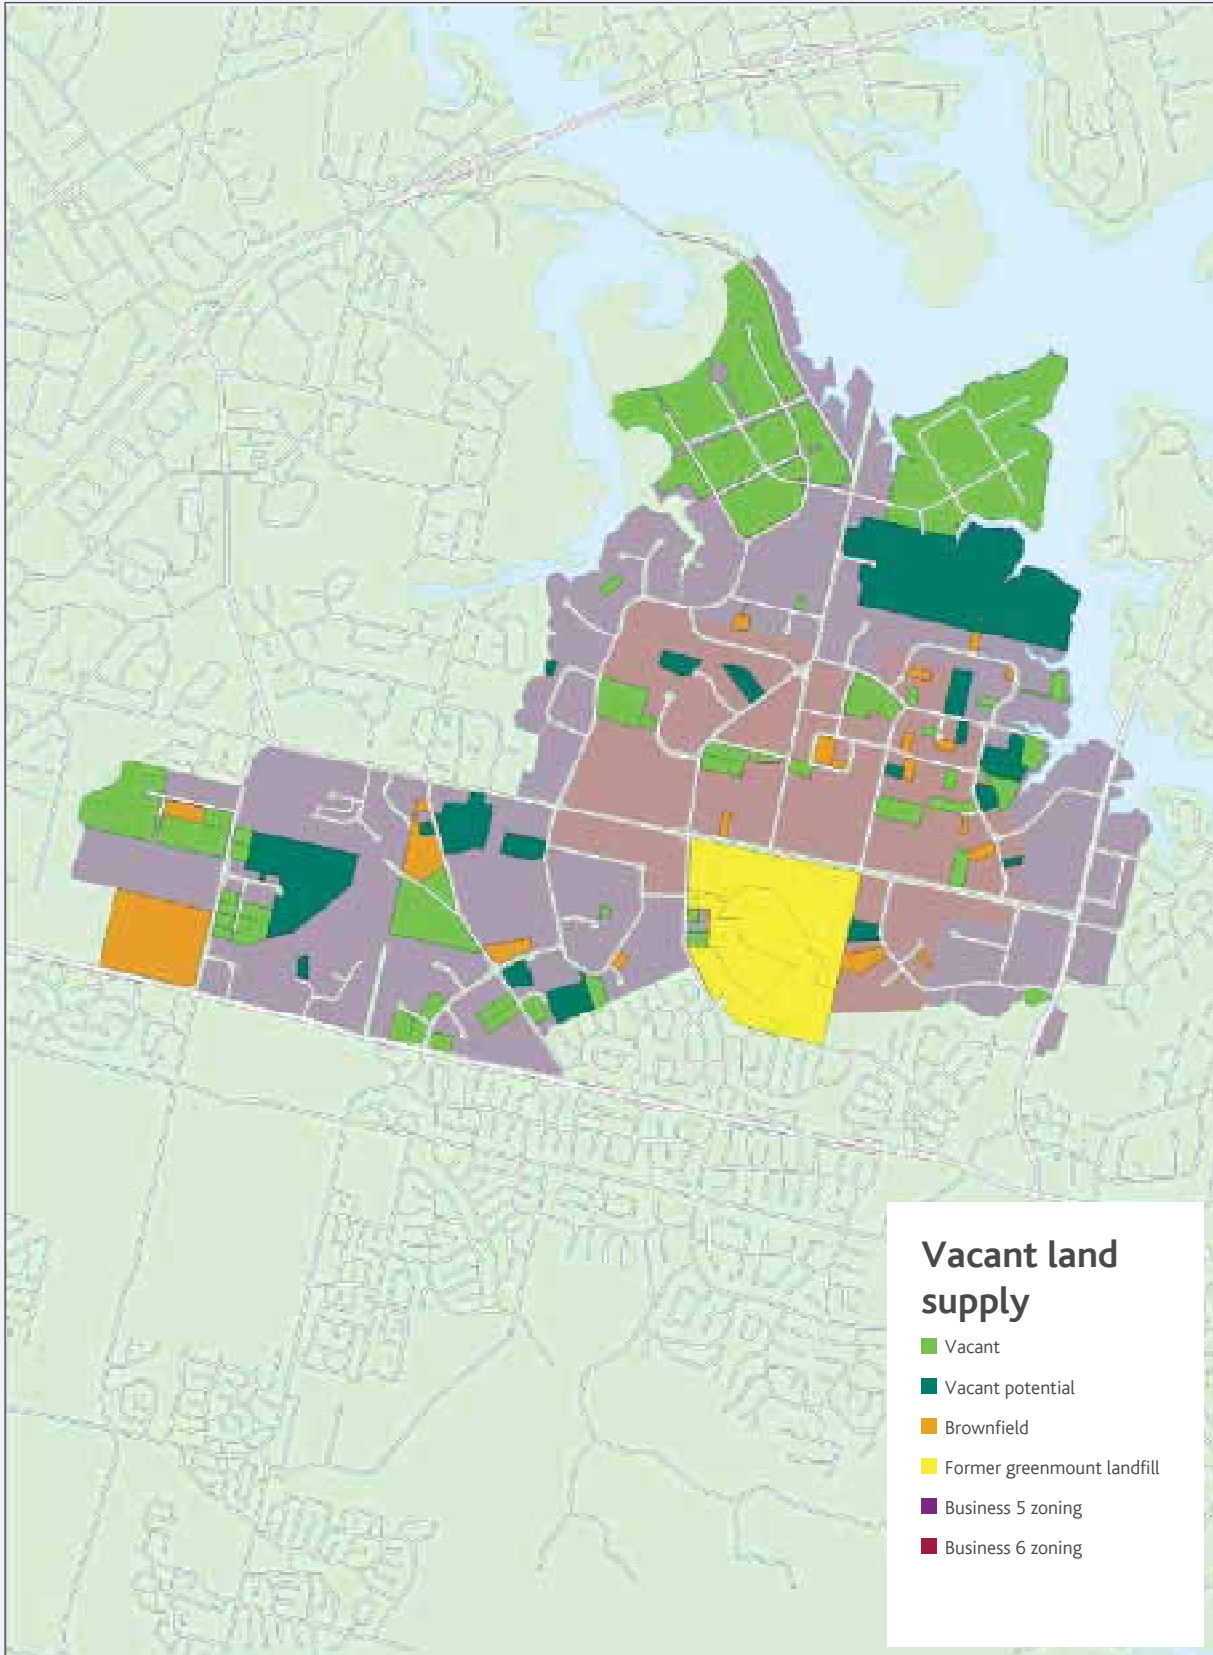 Vacant land
supply
Vacant
Vacant potential
Brownfield
Former greenmount landfill
Business 5 zoning
Business 6 zoning